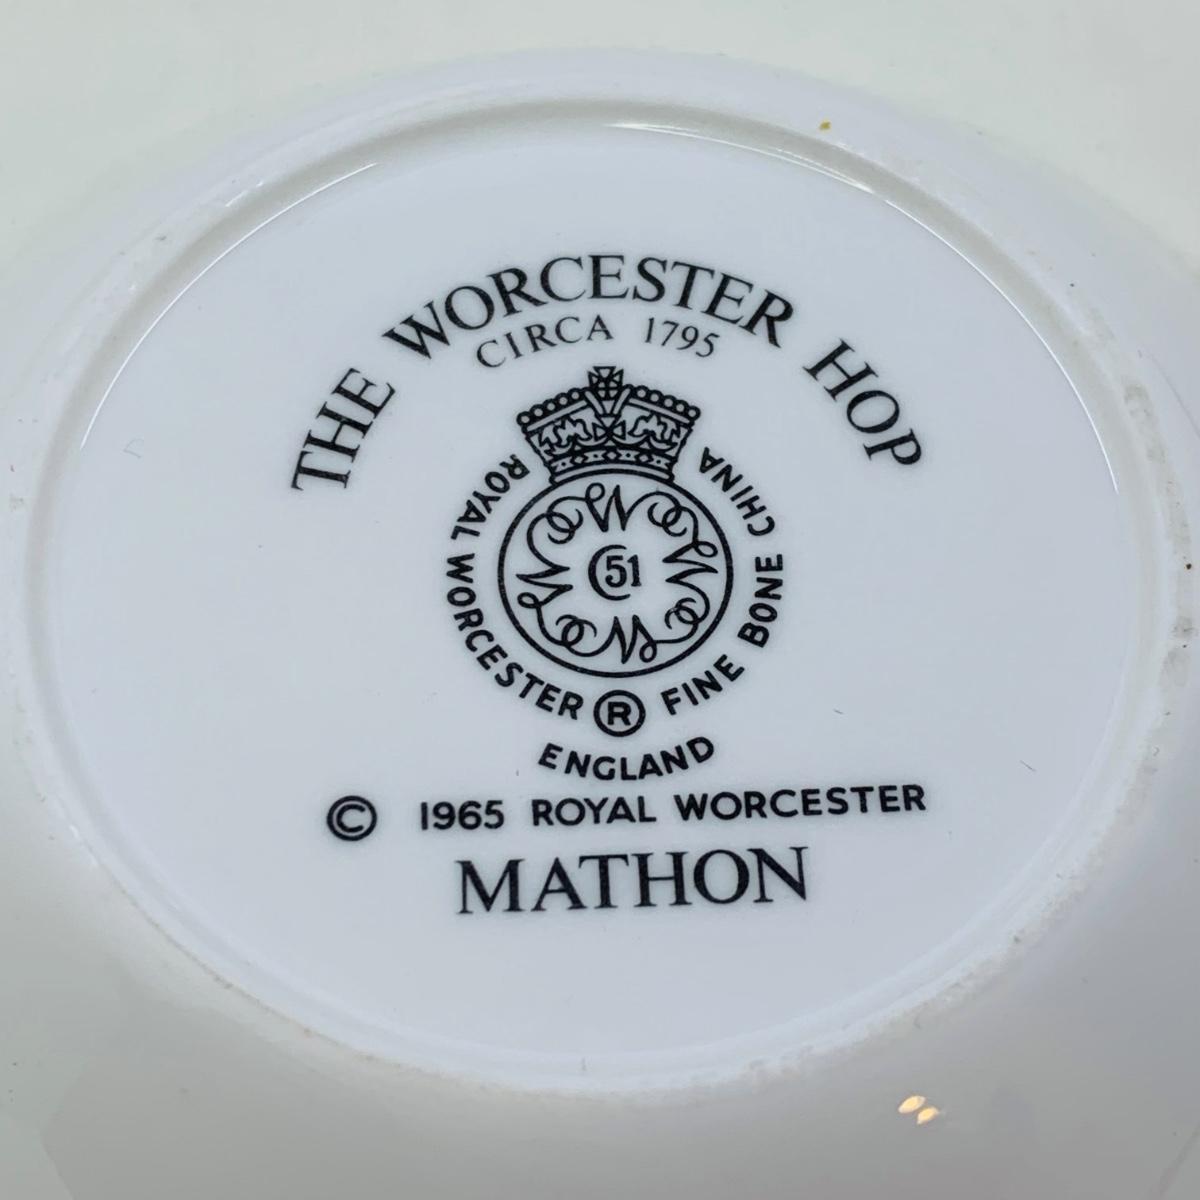 THE WORCESTER HOP
CIRCA 1795
51
ROYAL WORCESTER ® FINE BONE CHINA
ENGLAND
© 1965 ROYAL WORCESTER
MATHON